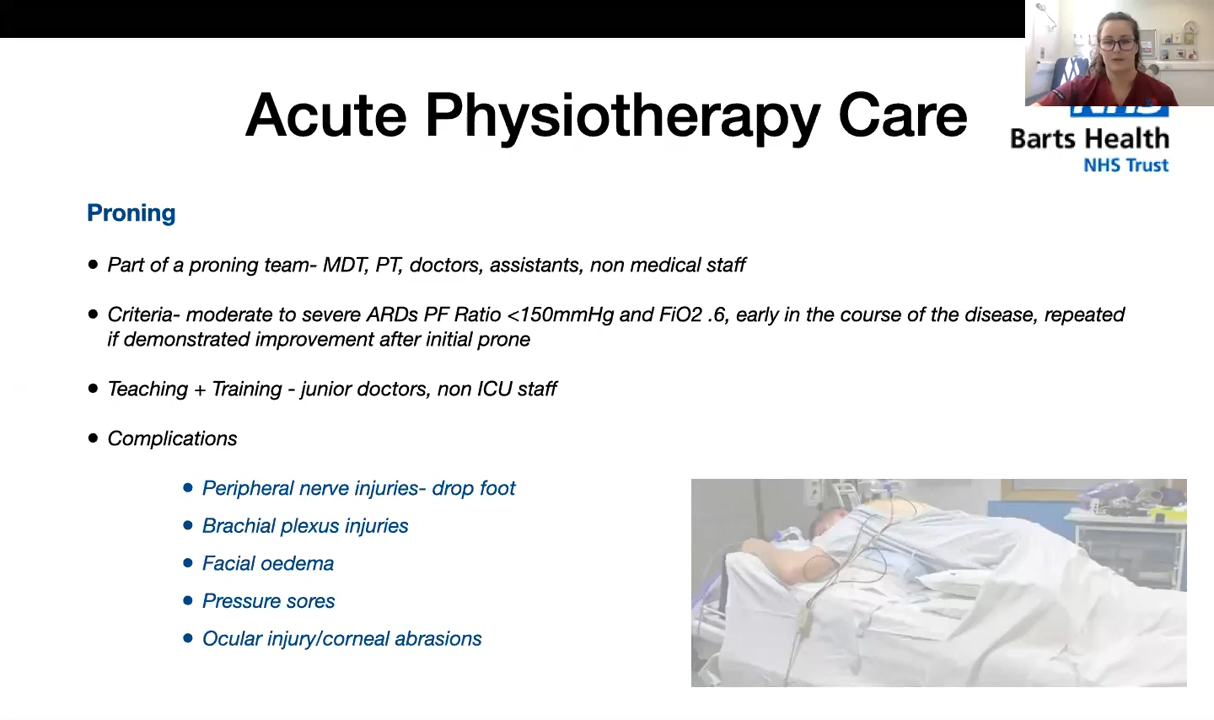 Acute Physiotherapy Care
NHS
Barts Health
NHS Trust
Proning
• Part of a proning team- MDT, PT, doctors, assistants, non medical staff
• Criteria- moderate to severe ARDs PF Ratio <150mmHg and FiO2 .6, early in the course of the disease, repeated
if demonstrated improvement after initial prone
• Teaching + Training - junior doctors, non ICU staff
• Complications
• Peripheral nerve injuries- drop foot
• Brachial plexus injuries
• Facial oedema
• Pressure sores
• Ocular injury/corneal abrasions